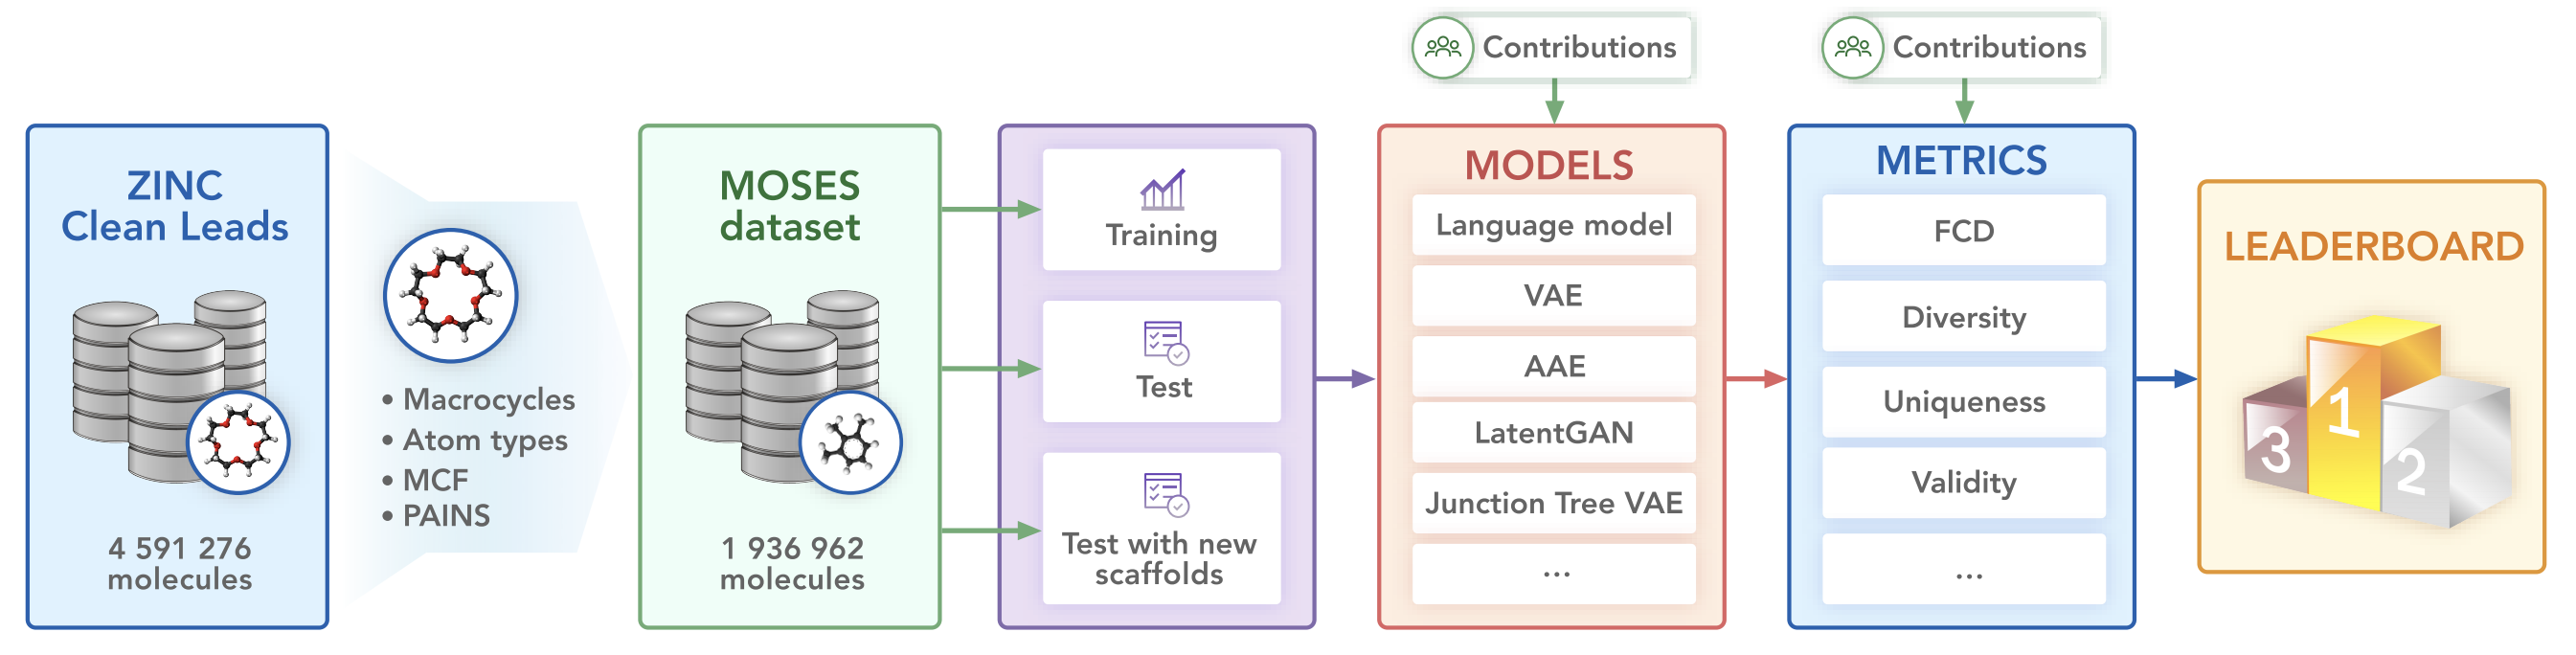 ZINC
Clean Leads
4 591 276
molecules
• Macrocycles
• Atom types
• MCF
• PAINS
MOSES
dataset
1 936 962
molecules
Training
Test
Test with new
scaffolds
Contributions
MODELS
Language model
VAE
AAE
LatentGAN
Junction Tree VAE
...
Contributions
METRICS
FCD
Diversity
Uniqueness
Validity
...
LEADERBOARD
3
1
2